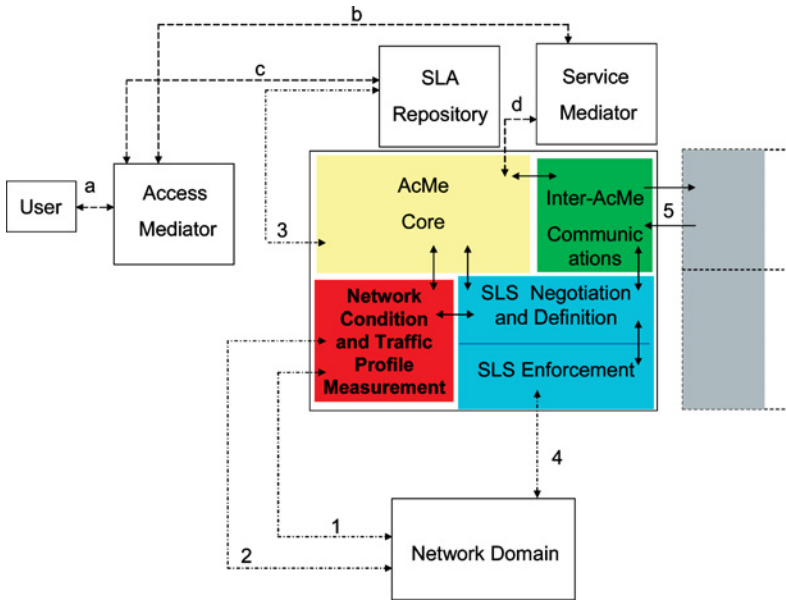 b
c
SLA
Repository
Service
Mediator
d
a
User
Access
Mediator
AcMe
Core
3
Inter-AcMe
Communic
ations
5
Network
Condition
and Traffic
Profile
Measurement
SLS Negotiation
and Definition
SLS Enforcement
4
1
2
Network Domain